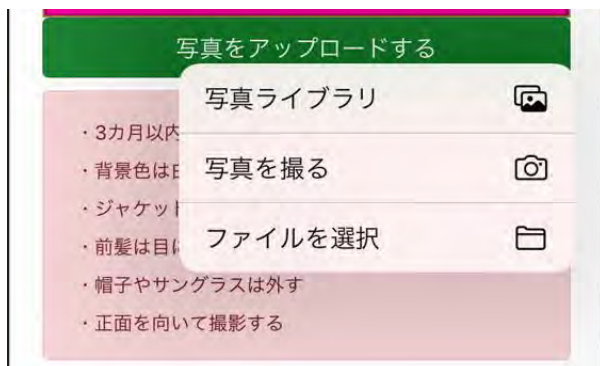 写真をアップロードする
写真ライブラリ
写真を撮る
ファイルを選択
・3カ月以内
・背景色は
・ジャケット
・前髪は目に
・帽子やサングラスは外す
・正面を向いて撮影する